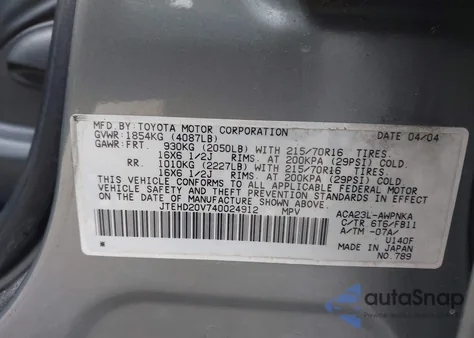 MFD.BY:TOYOTA MOTOR CORPORATION DATE 04/04
GVWR:1854KG (4087LB)
GAWR:FRT. 930KG (2050LB) WITH 215/70R16 TIRES.
16X6 1/2J RIMS. AT 200KPA (29PSI) COLD.
RR. 1010KG (2227LB) WITH 215/70R16 TIRES.
16X6 1/2J RIMS. AT 200KPA (29PSI) COLD.
THIS VEHICLE CONFORMS TO ALL APPLICABLE FEDERAL MOTOR
VEHICLE SAFETY AND THEFT PREVENTION STANDARDS IN EFFECT
ON THE DATE OF MANUFACTURE SHOWN ABOVE.
JTEHD20V740024912 MPV
ACA23L-AWPNKA
C/TR 6T6/FB11
A/TM -07A/
U140F
MADE IN JAPAN
NO.789
autoSnap